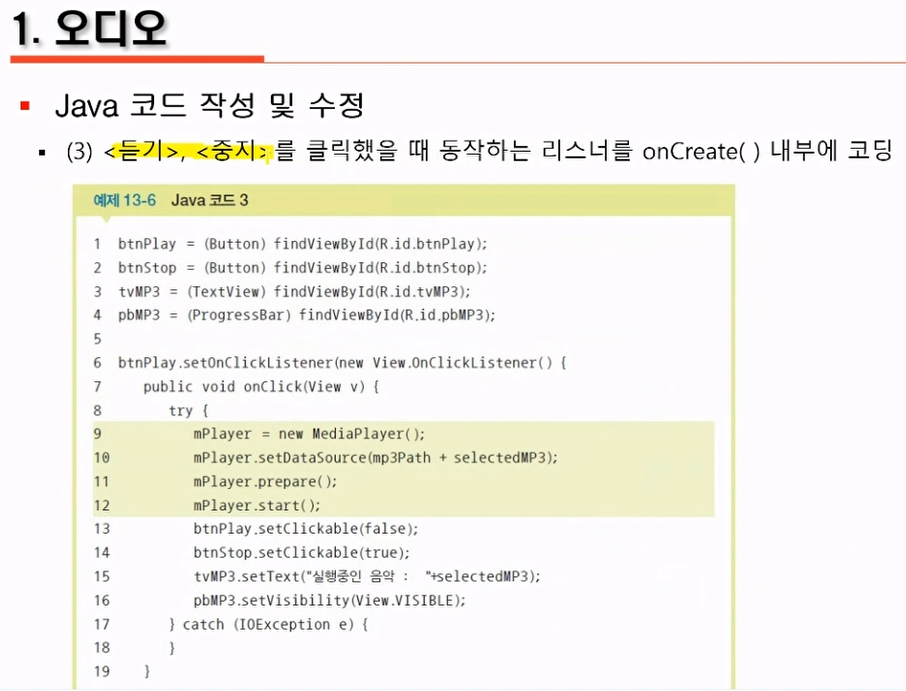 1. 오디오
▪ Java 코드 작성 및 수정
▪ (3) <듣기>, <중지>를 클릭했을 때 동작하는 리스너를 onCreate( ) 내부에 코딩
예제 13-6 Java 코드 3
1 btnPlay = (Button) findViewById(R.id.btnPlay);
2 btnStop = (Button) findViewById(R.id.btnStop);
3 tvMP3 = (TextView) findViewById(R.id.tvMP3);
4 pbMP3 = (ProgressBar) findViewById(R.id.pbMP3);
5
6 btnPlay.setOnClickListener(new View.OnClickListener() {
7 public void onClick(View v) {
8 try {
9 mPlayer = new MediaPlayer();
10 mPlayer.setDataSource(mp3Path + selectedMP3);
11 mPlayer.prepare();
12 mPlayer.start();
13 btnPlay.setClickable(false);
14 btnStop.setClickable(true);
15 tvMP3.setText("실행중인 음악 : "+selectedMP3);
16 pbMP3.setVisibility(View.VISIBLE);
17 } catch (IOException e) {
18 }
19 }